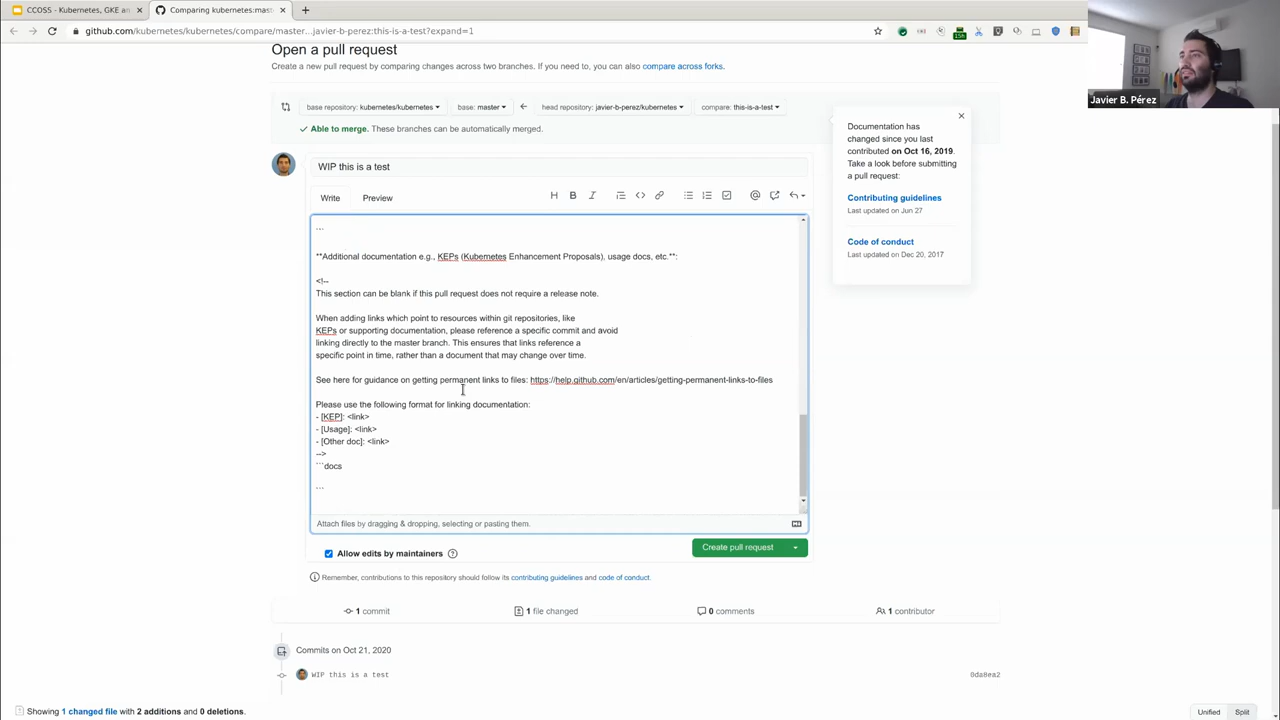 CCOSS - Kubernetes, GKE an
Comparing kubernetes:mast
github.com/kubernetes/kubernetes/compare/master...javier-b-perez:this-is-a-test?expand=1
15h
Javier B. Pérez
Open a pull request
Create a new pull request by comparing changes across two branches. If you need to, you can also compare across forks.
base repository: kubernetes/kubernetes
base: master
head repository: javier-b-perez/kubernetes
compare: this-is-a-test
Able to merge. These branches can be automatically merged.
Documentation has
changed since you last
contributed on Oct 16, 2019.
Take a look before submitting
a pull request:
Contributing guidelines
Last updated on Jun 27
Code of conduct
Last updated on Dec 20, 2017
WIP this is a test
Write
Preview
```
**Additional documentation e.g., KEPs (Kubernetes Enhancement Proposals), usage docs, etc.**:
<!--
This section can be blank if this pull request does not require a release note.
When adding links which point to resources within git repositories, like
KEPs or supporting documentation, please reference a specific commit and avoid
linking directly to the master branch. This ensures that links reference a
specific point in time, rather than a document that may change over time.
See here for guidance on getting permanent links to files: https://help.github.com/en/articles/getting-permanent-links-to-files
Please use the following format for linking documentation:
- [KEP]: <link>
- [Usage]: <link>
- [Other doc]: <link>
-->
```docs
```
Attach files by dragging & dropping, selecting or pasting them.
Allow edits by maintainers
Create pull request
Remember, contributions to this repository should follow its contributing guidelines and code of conduct.
1 commit
1 file changed
0 comments
1 contributor
Commits on Oct 21, 2020
WIP this is a test
0da8ea2
Showing 1 changed file with 2 additions and 0 deletions.
Unified
Split